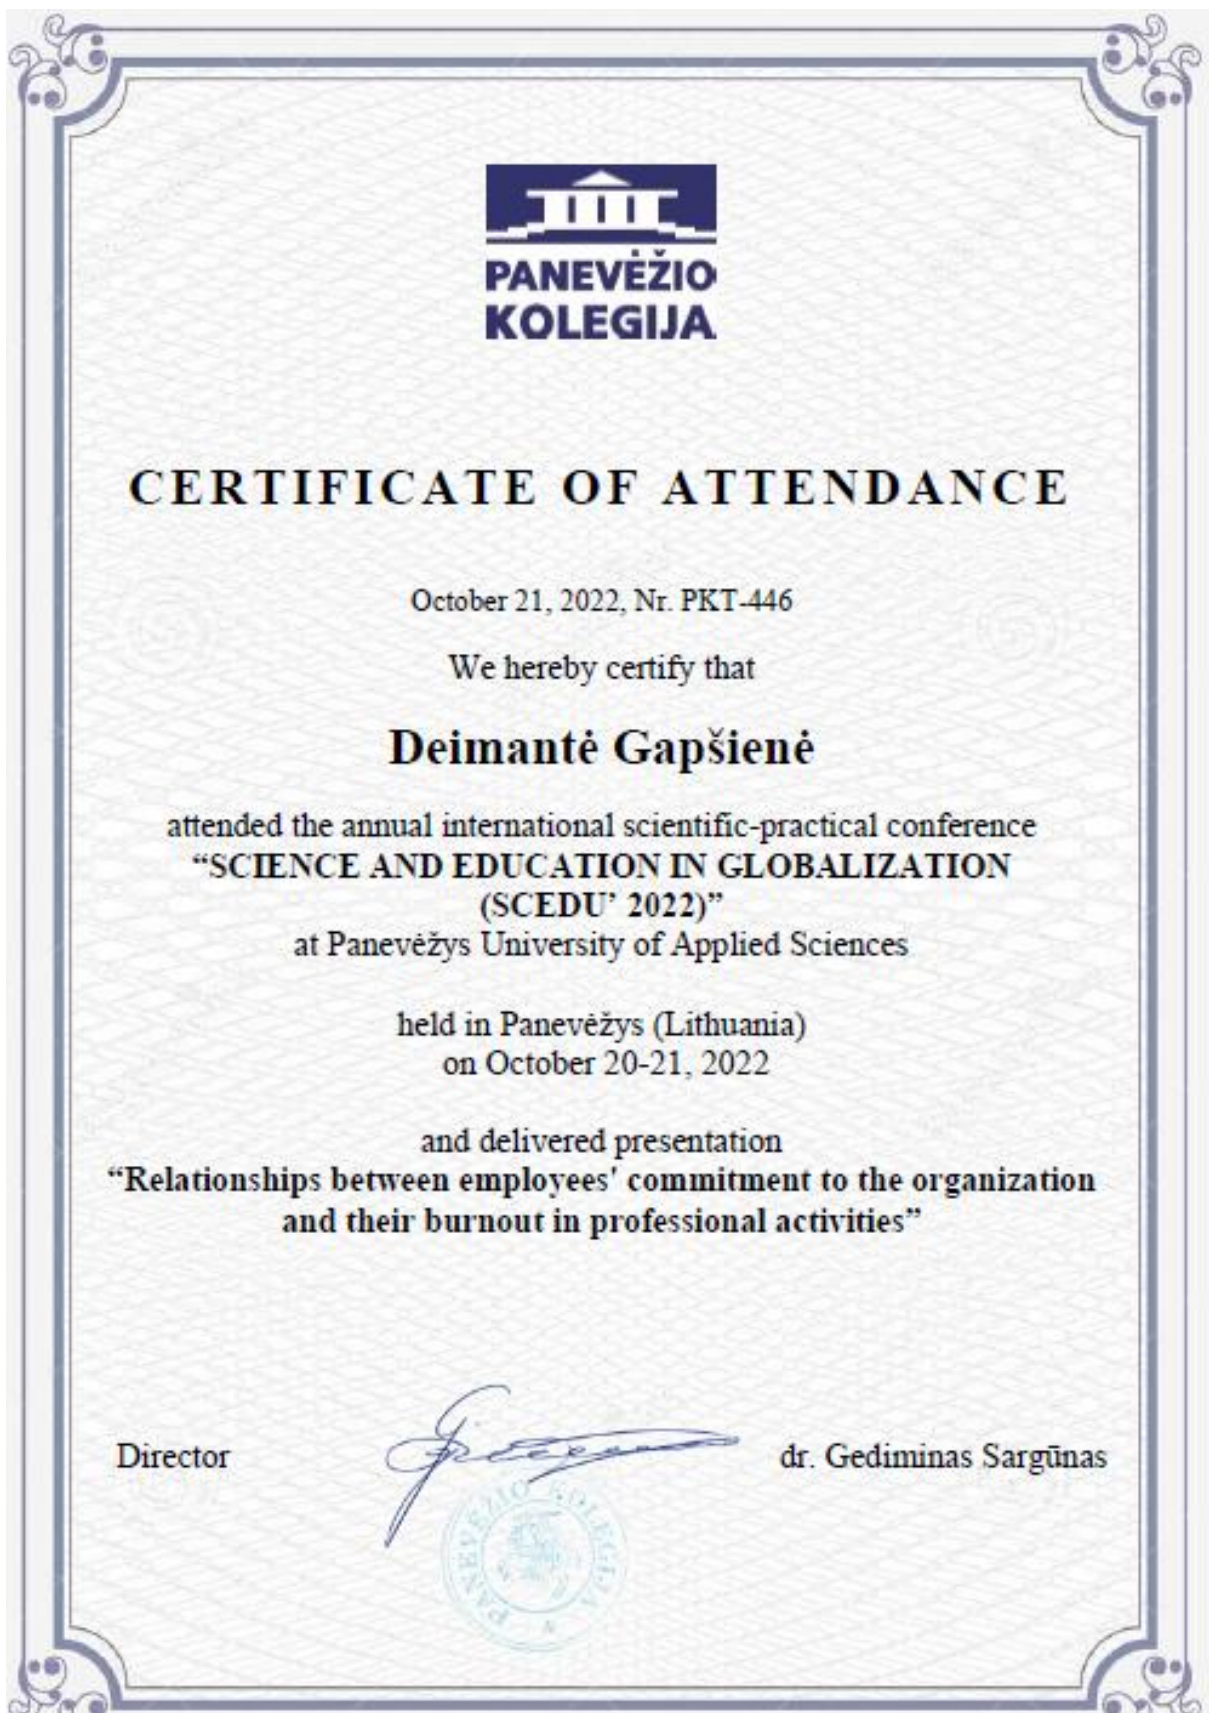 PANEVĖŽIO
KOLEGIJA
CERTIFICATE OF ATTENDANCE
October 21, 2022, Nr. PKT-446
We hereby certify that
Deimantė Gapšienė
attended the annual international scientific-practical conference
“SCIENCE AND EDUCATION IN GLOBALIZATION
(SCEDU’ 2022)”
at Panevėžys University of Applied Sciences
held in Panevėžys (Lithuania)
on October 20-21, 2022
and delivered presentation
“Relationships between employees' commitment to the organization
and their burnout in professional activities”
Director
dr. Gediminas Sargūnas
PANEVĖŽIO KOLEGIJA